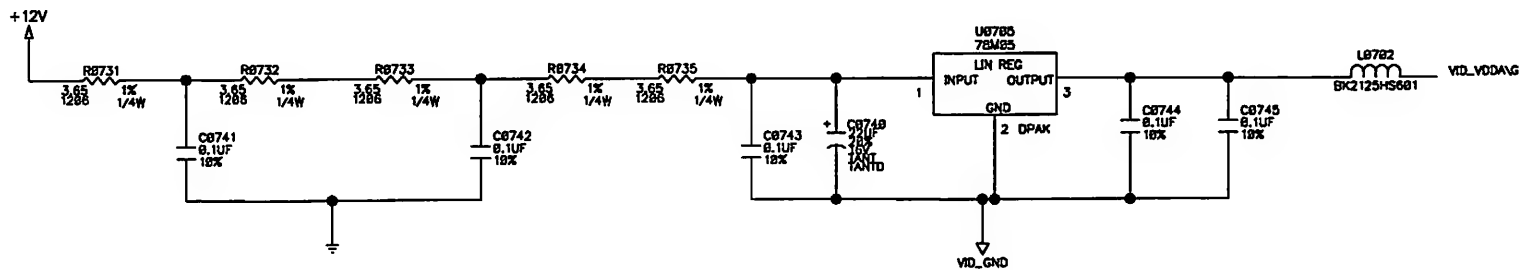 +12V
R0731
3.65
1206
1%
1/4W
R0732
3.65
1206
1%
1/4W
R0733
3.65
1206
1%
1/4W
R0734
3.65
1206
1%
1/4W
R0735
3.65
1206
1%
1/4W
C0741
0.1UF
10%
C0742
0.1UF
10%
C0743
0.1UF
10%
C0740
22UF
20%
16V
TANT
TANTD
U0705
78M05
LIN REG
INPUT OUTPUT
GND
1
3
2 DPAK
C0744
0.1UF
10%
C0745
0.1UF
10%
L0702
BK2125HS601
VID_VDDA\G
VID_GND